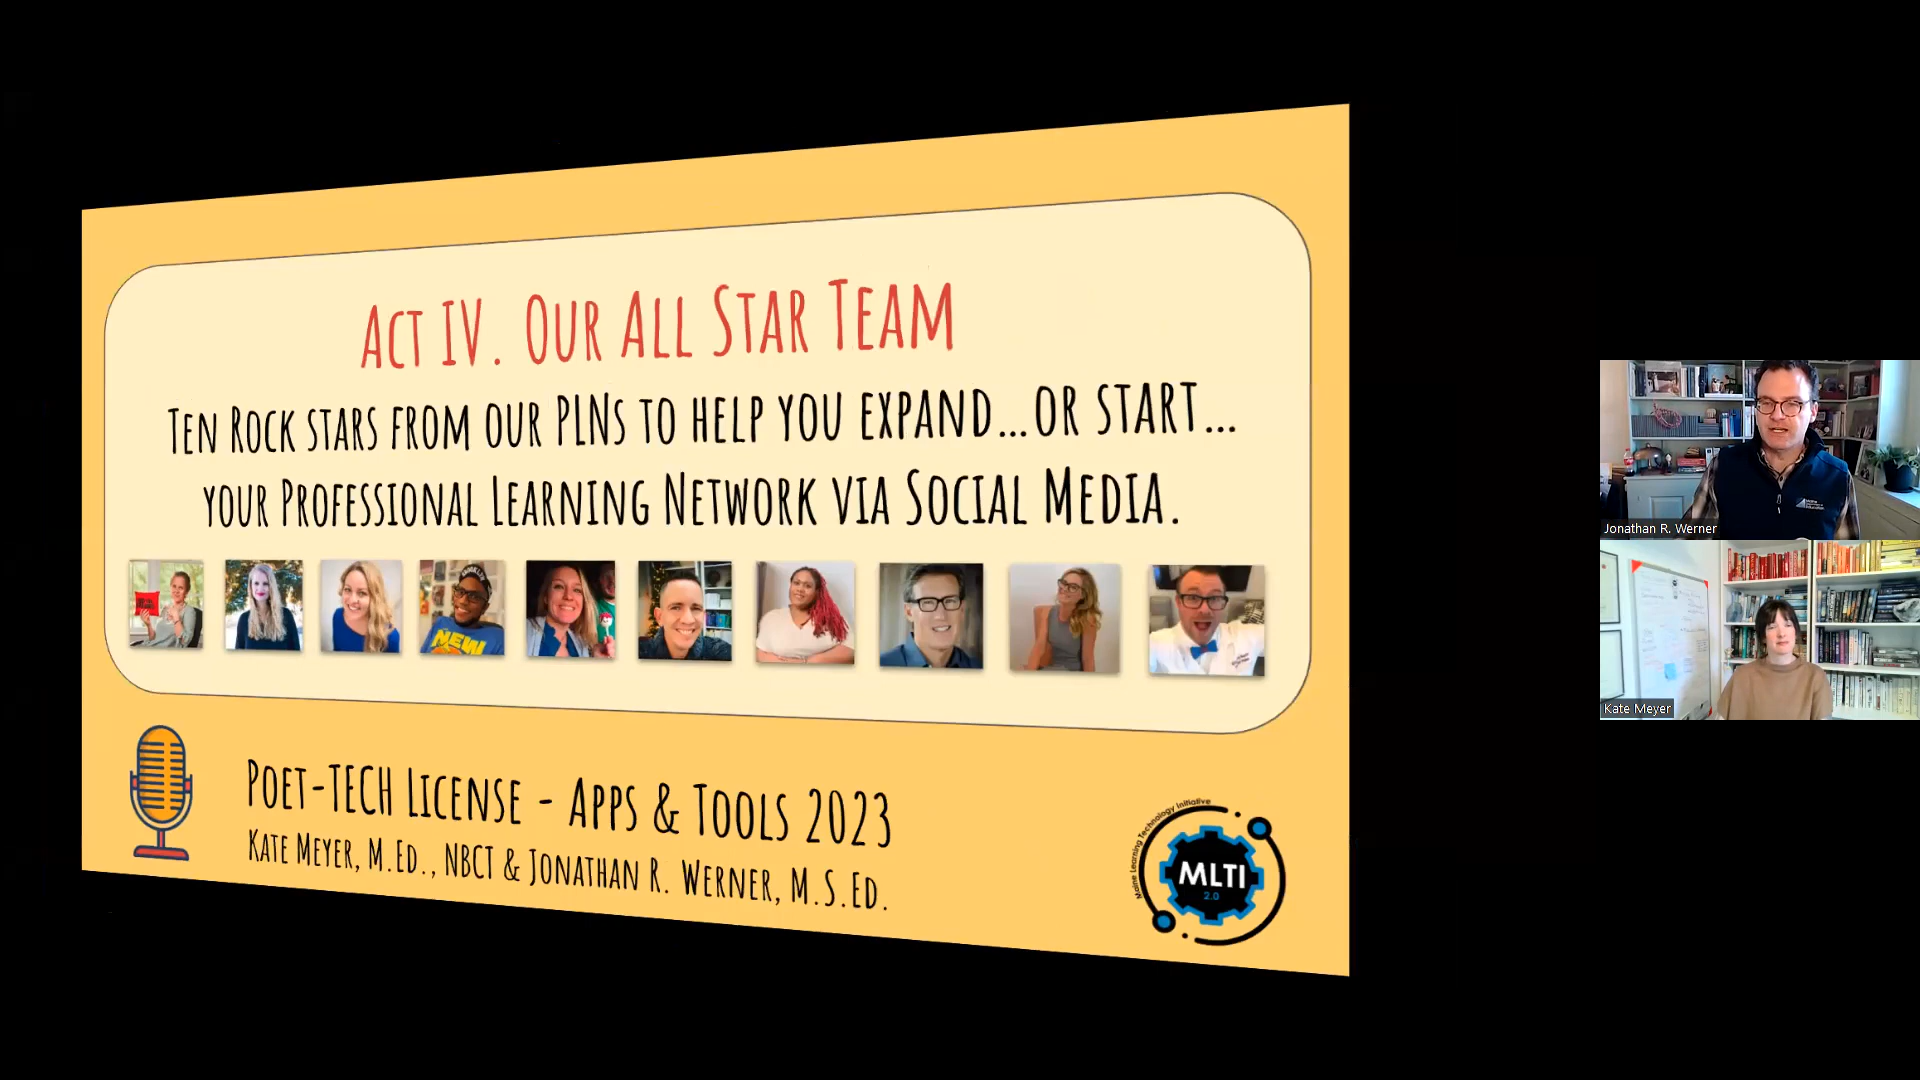 Act IV. Our All Star Team
Ten Rock stars from our PLNs to help you expand...or start...
your Professional Learning Network via Social Media.
NEW
Poet-TECH License - Apps & Tools 2023
Kate Meyer, M.Ed., NBCT & Jonathan R. Werner, M.S.Ed.
Maine Learning Technology Initiative
MLTI
2.0
Jonathan R. Werner
Kate Meyer